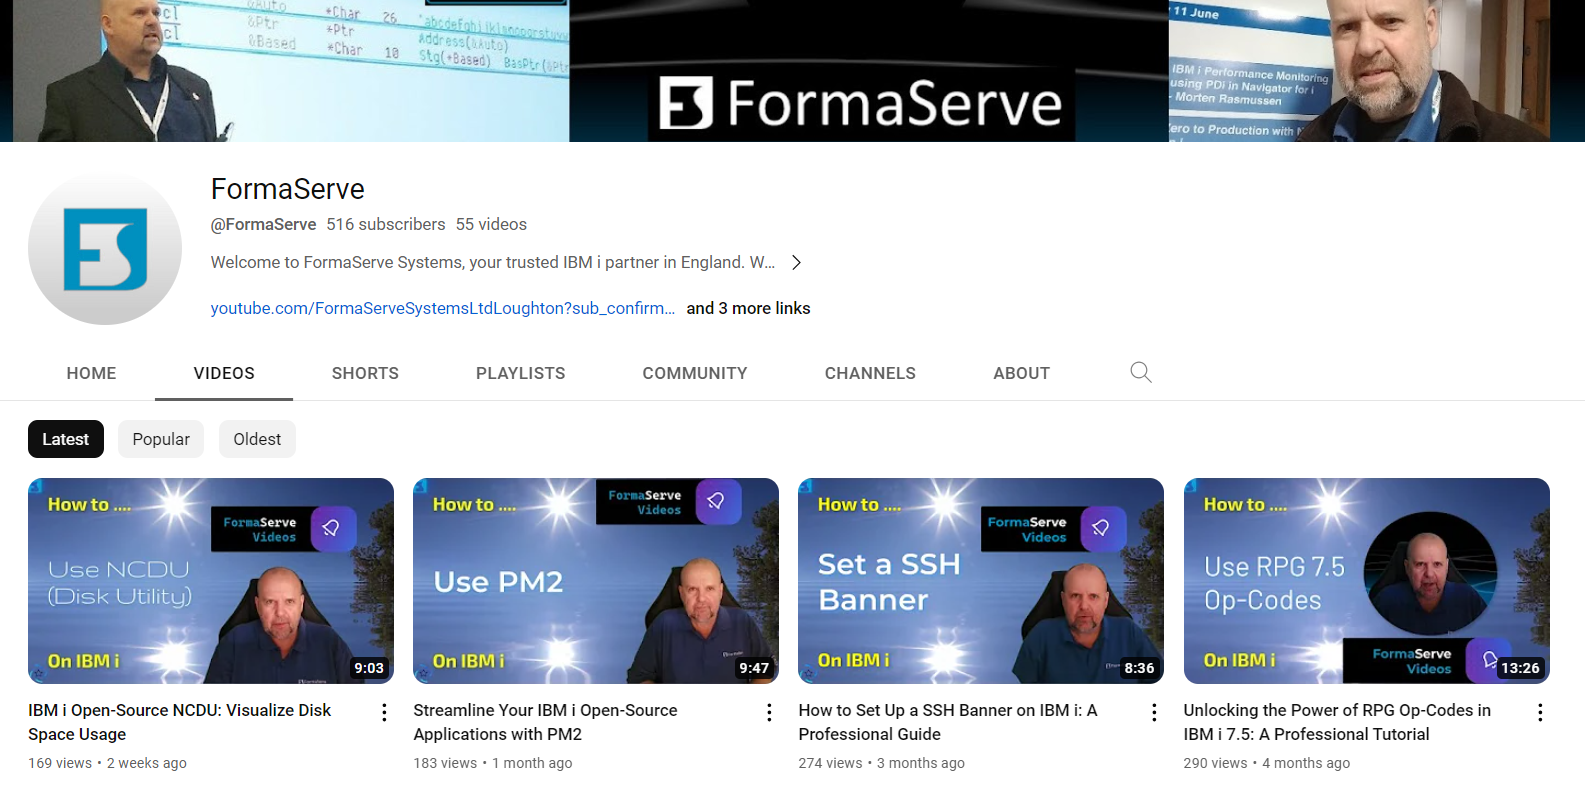 &Auto *Char 26 "abcdefghijklmnopqrstuvw
&Ptr *Ptr Address(&Auto)
&Based *Char 10 Stg(*Based) BasPtr(&Pt
11 June
IBM i Performance Monitoring
using PDi in Navigator for i
- Morten Rasmussen
ero to Production with
FS FormaServe
FS
FormaServe
@FormaServe 516 subscribers 55 videos
Welcome to FormaServe Systems, your trusted IBM i partner in England. W...
youtube.com/FormaServeSystemsLtdLoughton?sub_confirm... and 3 more links
HOME VIDEOS SHORTS PLAYLISTS COMMUNITY CHANNELS ABOUT
Latest Popular Oldest
How to ....
FormaServe
Videos
Use NCDU
(Disk Utility)
On IBM i
9:03
How to ....
FormaServe
Videos
Use PM2
On IBM i
9:47
How to ....
FormaServe
Videos
Set a SSH
Banner
On IBM i
8:36
How to ....
Use RPG 7.5
Op-Codes
On IBM i
FormaServe
Videos
13:26
IBM i Open-Source NCDU: Visualize Disk
Space Usage
169 views • 2 weeks ago
Streamline Your IBM i Open-Source
Applications with PM2
183 views • 1 month ago
How to Set Up a SSH Banner on IBM i: A
Professional Guide
274 views • 3 months ago
Unlocking the Power of RPG Op-Codes in
IBM i 7.5: A Professional Tutorial
290 views • 4 months ago